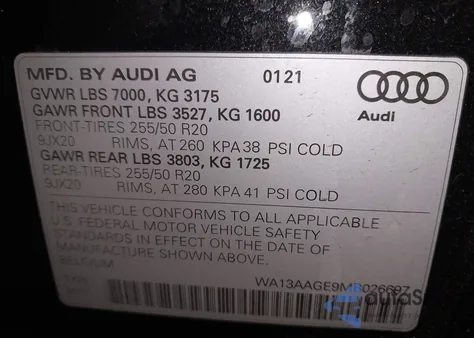 MFD. BY AUDI AG 0121
GVWR LBS 7000, KG 3175
GAWR FRONT LBS 3527, KG 1600
FRONT-TIRES 255/50 R20
9JX20 RIMS, AT 260 KPA 38 PSI COLD
GAWR REAR LBS 3803, KG 1725
REAR-TIRES 255/50 R20
9JX20 RIMS, AT 280 KPA 41 PSI COLD
THIS VEHICLE CONFORMS TO ALL APPLICABLE
U.S. FEDERAL MOTOR VEHICLE SAFETY
STANDARDS IN EFFECT ON THE DATE OF
MANUFACTURE SHOWN ABOVE.
BELGIUM
Audi